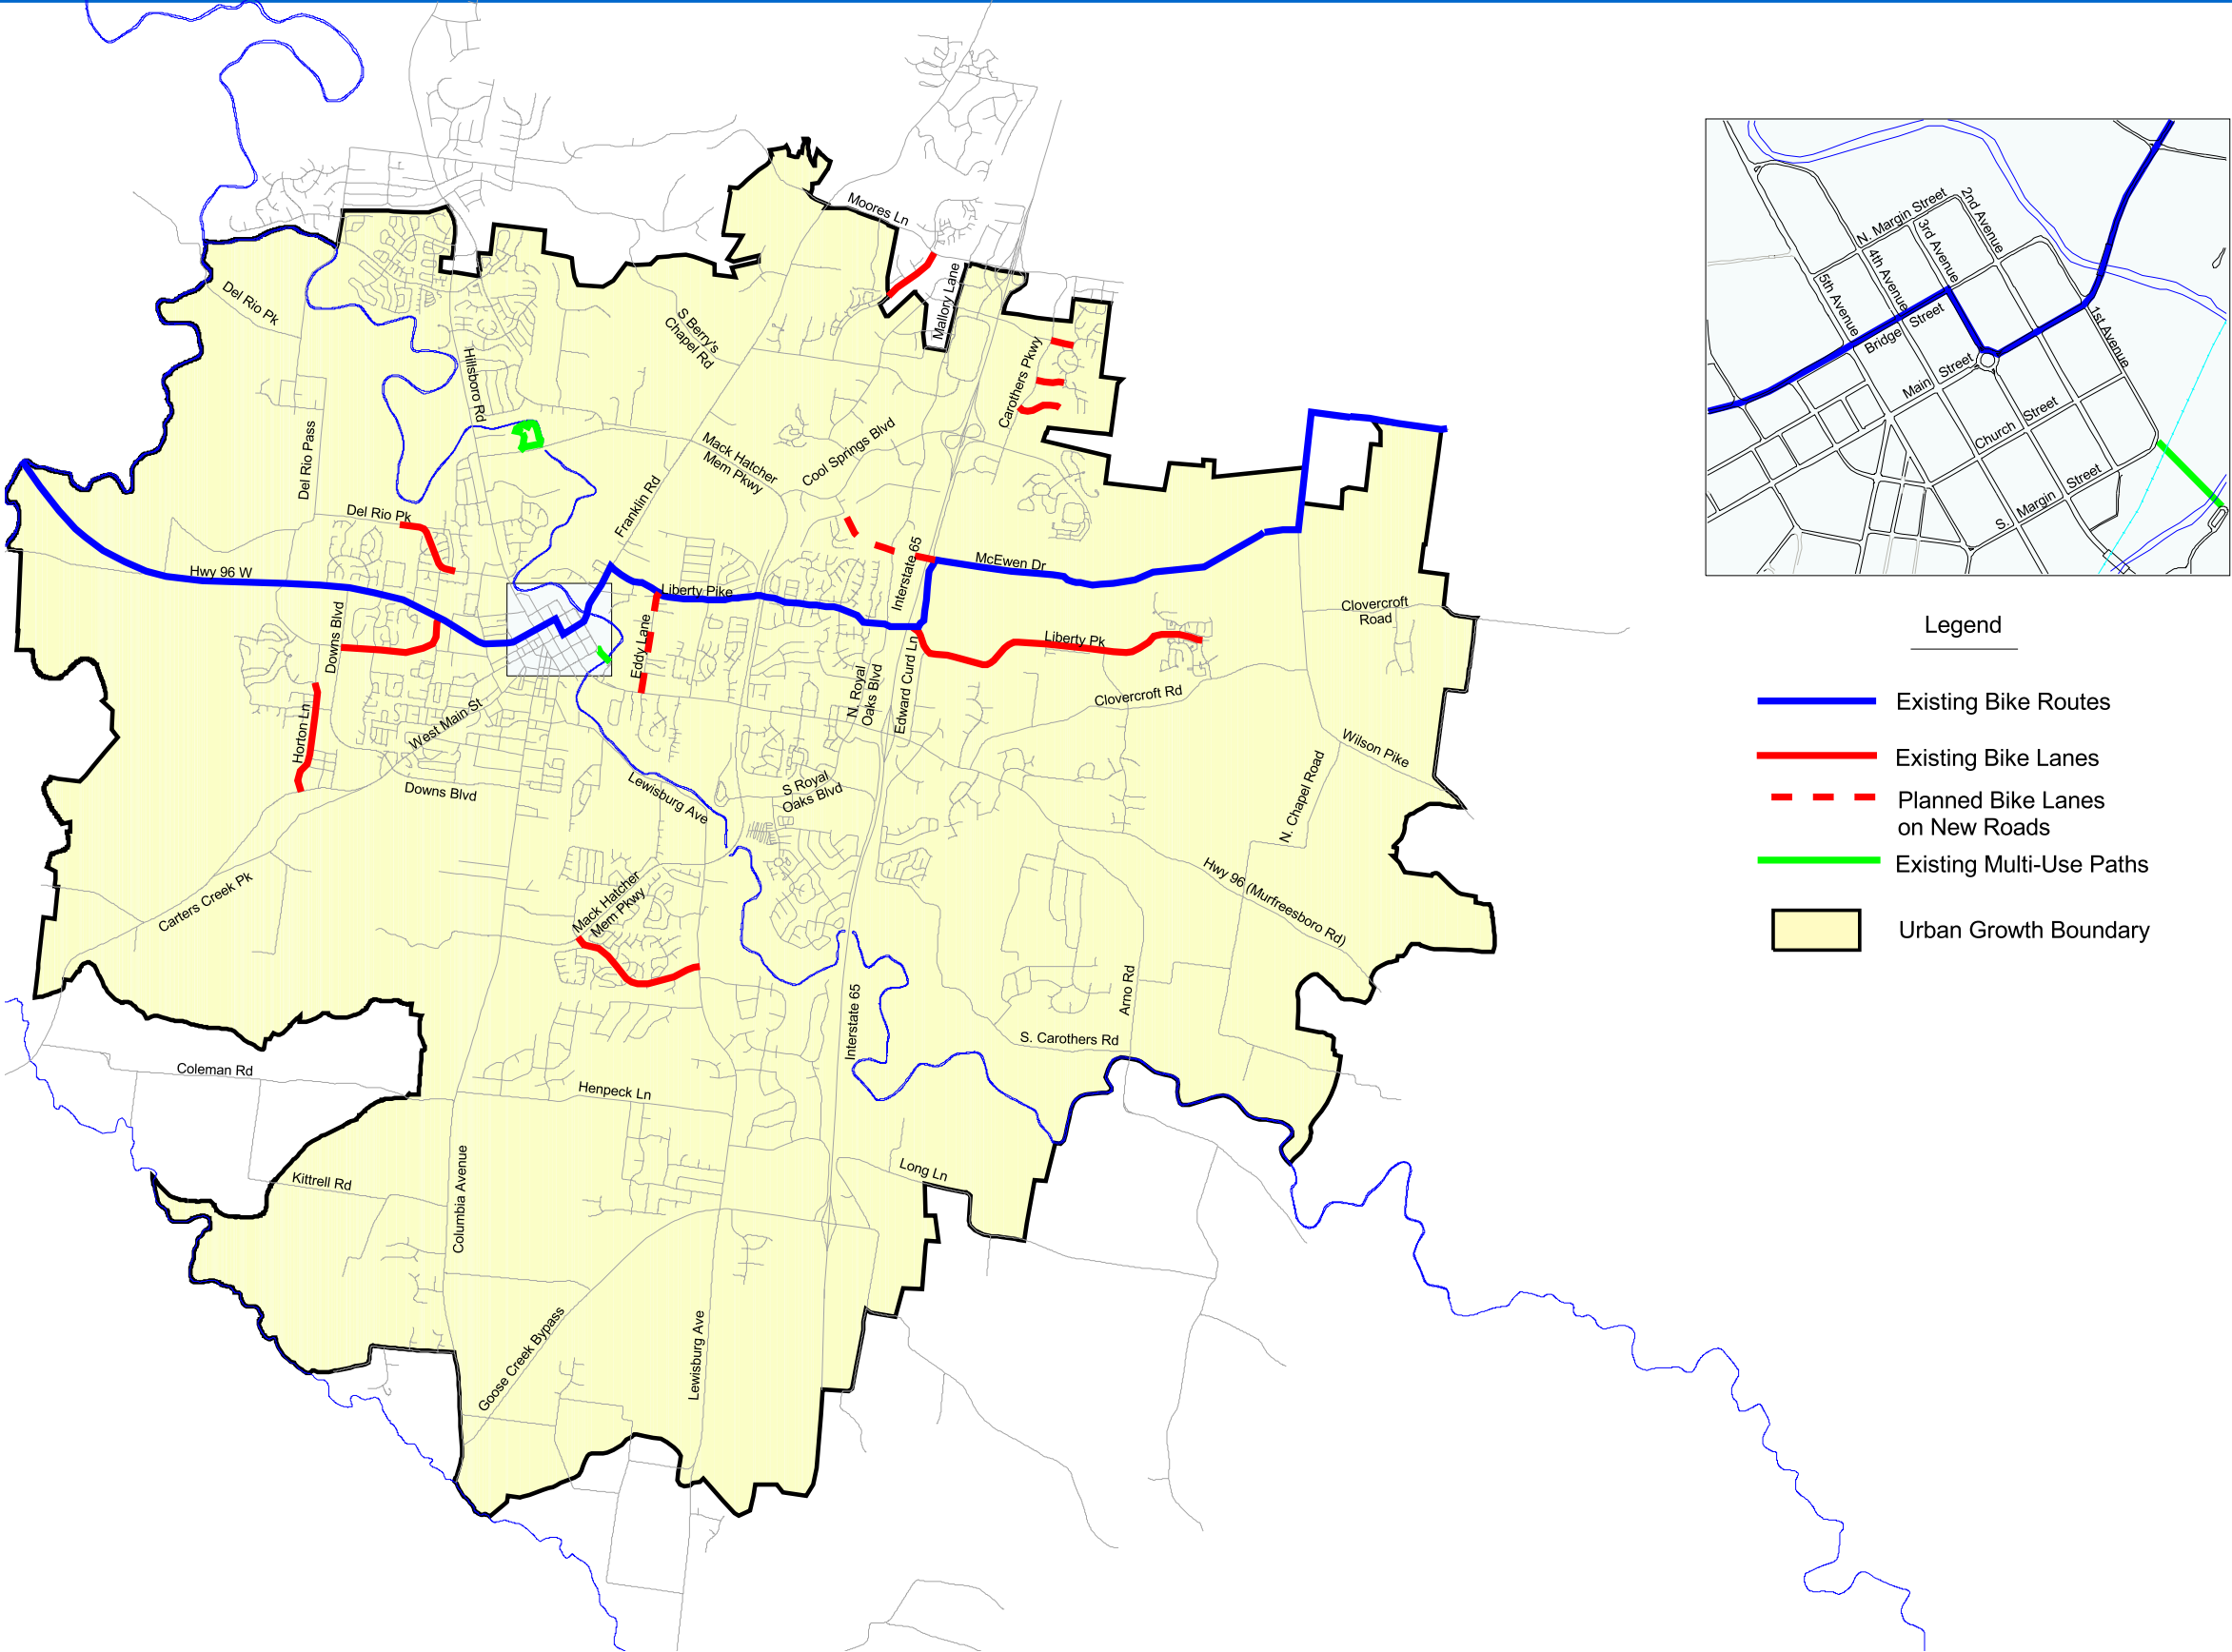 Moores Ln
Mallory Lane
Del Rio Pk
S Berry's
Chapel Rd
Hillsboro Rd
Carothers Pkwy
Del Rio Pass
Mack Hatcher
Mem Pkwy
Cool Springs Blvd
Franklin Rd
Del Rio Pk
Interstate 65
McEwen Dr
Hwy 96 W
Liberty Pike
Clovercroft
Road
Downs Blvd
Eddy Lane
Liberty Pk
N. Royal
Oaks Blvd
Edward Curd Ln
Clovercroft Rd
Horton Ln
West Main St
Wilson Pike
N. Chapel Road
Downs Blvd
Lewisburg Ave
S Royal
Oaks Blvd
Hwy 96 (Murfreesboro Rd)
Carters Creek Pk
Mack Hatcher
Mem Pkwy
Arno Rd
Interstate 65
S. Carothers Rd
Coleman Rd
Henpeck Ln
Kittrell Rd
Columbia Avenue
Long Ln
Goose Creek Bypass
Lewisburg Ave
N. Margin Street
2nd Avenue
3rd Avenue
4th Avenue
5th Avenue
Bridge Street
1st Avenue
Main Street
Church Street
S. Margin Street
Legend
Existing Bike Routes
Existing Bike Lanes
Planned Bike Lanes
on New Roads
Existing Multi-Use Paths
Urban Growth Boundary